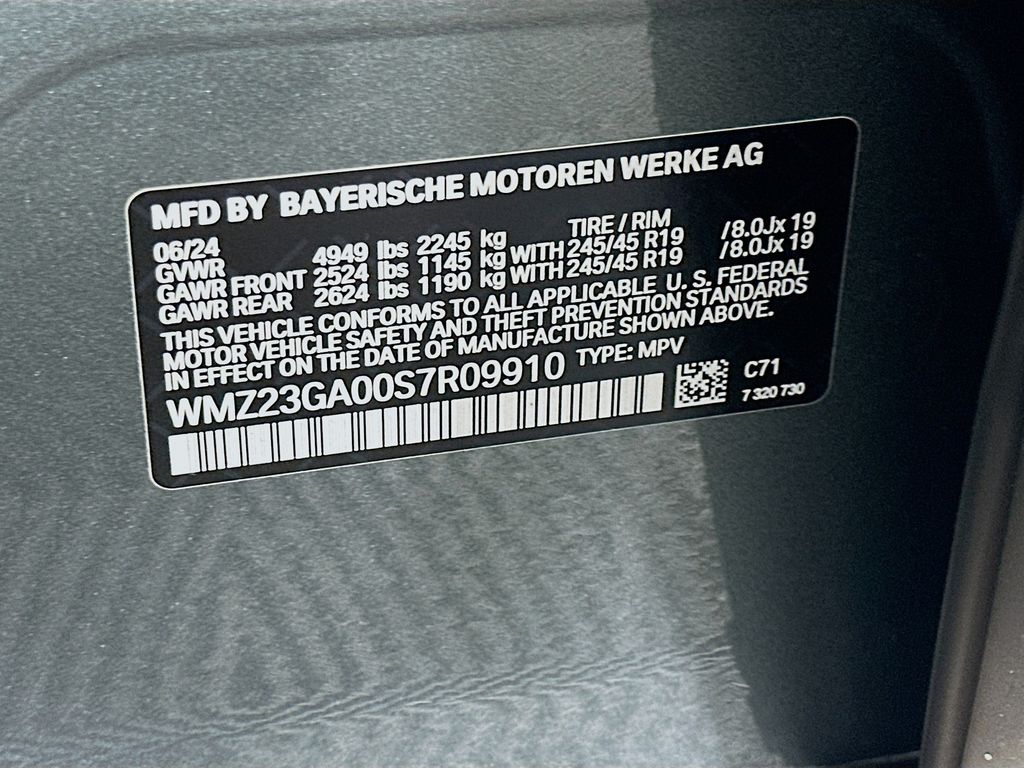 MFD BY BAYERISCHE MOTOREN WERKE AG
06/24 TIRE / RIM
GVWR 4949 lbs 2245 kg
GAWR FRONT 2524 lbs 1145 kg WITH 245/45 R19 /8.0Jx 19
GAWR REAR 2624 lbs 1190 kg WITH 245/45 R19 /8.0Jx 19
THIS VEHICLE CONFORMS TO ALL APPLICABLE U. S. FEDERAL
MOTOR VEHICLE SAFETY AND THEFT PREVENTION STANDARDS
IN EFFECT ON THE DATE OF MANUFACTURE SHOWN ABOVE.
WMZ23GA00S7R09910 TYPE: MPV
C71
7 320 730